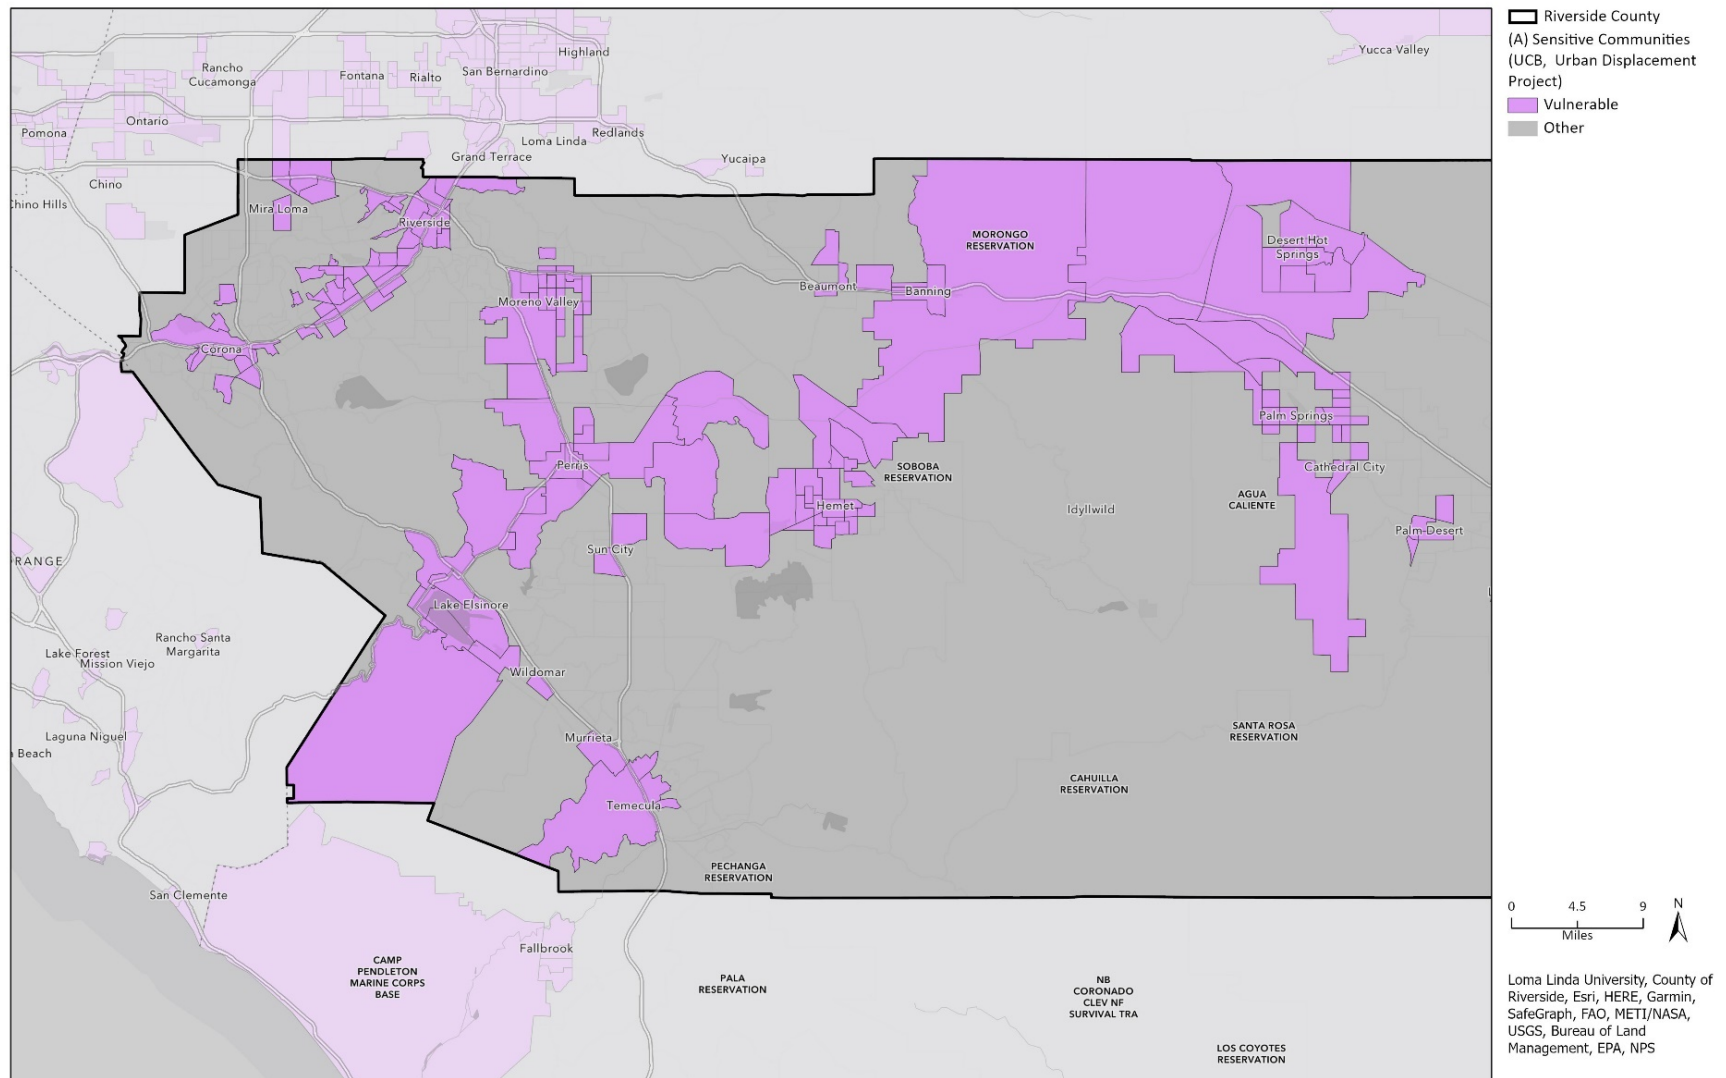 Riverside County
(A) Sensitive Communities
(UCB, Urban Displacement
Project)
Vulnerable
Other
Highland
Yucca Valley
Rancho
Cucamonga
Fontana
Rialto
San Bernardino
Ontario
Pomona
Redlands
Loma Linda
Grand Terrace
Yucaipa
Chino
Chino Hills
Mira Loma
Riverside
MORONGO
RESERVATION
Desert Hot
Springs
Beaumont
Banning
Moreno Valley
Corona
Palm Springs
Perris
SOBOBA
RESERVATION
Cathedral City
AGUA
CALIENTE
Hemet
Idyllwild
Palm Desert
Sun City
RANGE
Lake Elsinore
Rancho Santa
Margarita
Lake Forest
Mission Viejo
Wildomar
Laguna Niguel
Beach
Murrieta
SANTA ROSA
RESERVATION
CAHUILLA
RESERVATION
Temecula
PECHANGA
RESERVATION
San Clemente
Fallbrook
CAMP
PENDLETON
MARINE CORPS
BASE
PALA
RESERVATION
NB
CORONADO
CLEV NF
SURVIVAL TRA
LOS COYOTES
RESERVATION
0 4.5 9
Miles
N
Loma Linda University, County of
Riverside, Esri, HERE, Garmin,
SafeGraph, FAO, METI/NASA,
USGS, Bureau of Land
Management, EPA, NPS